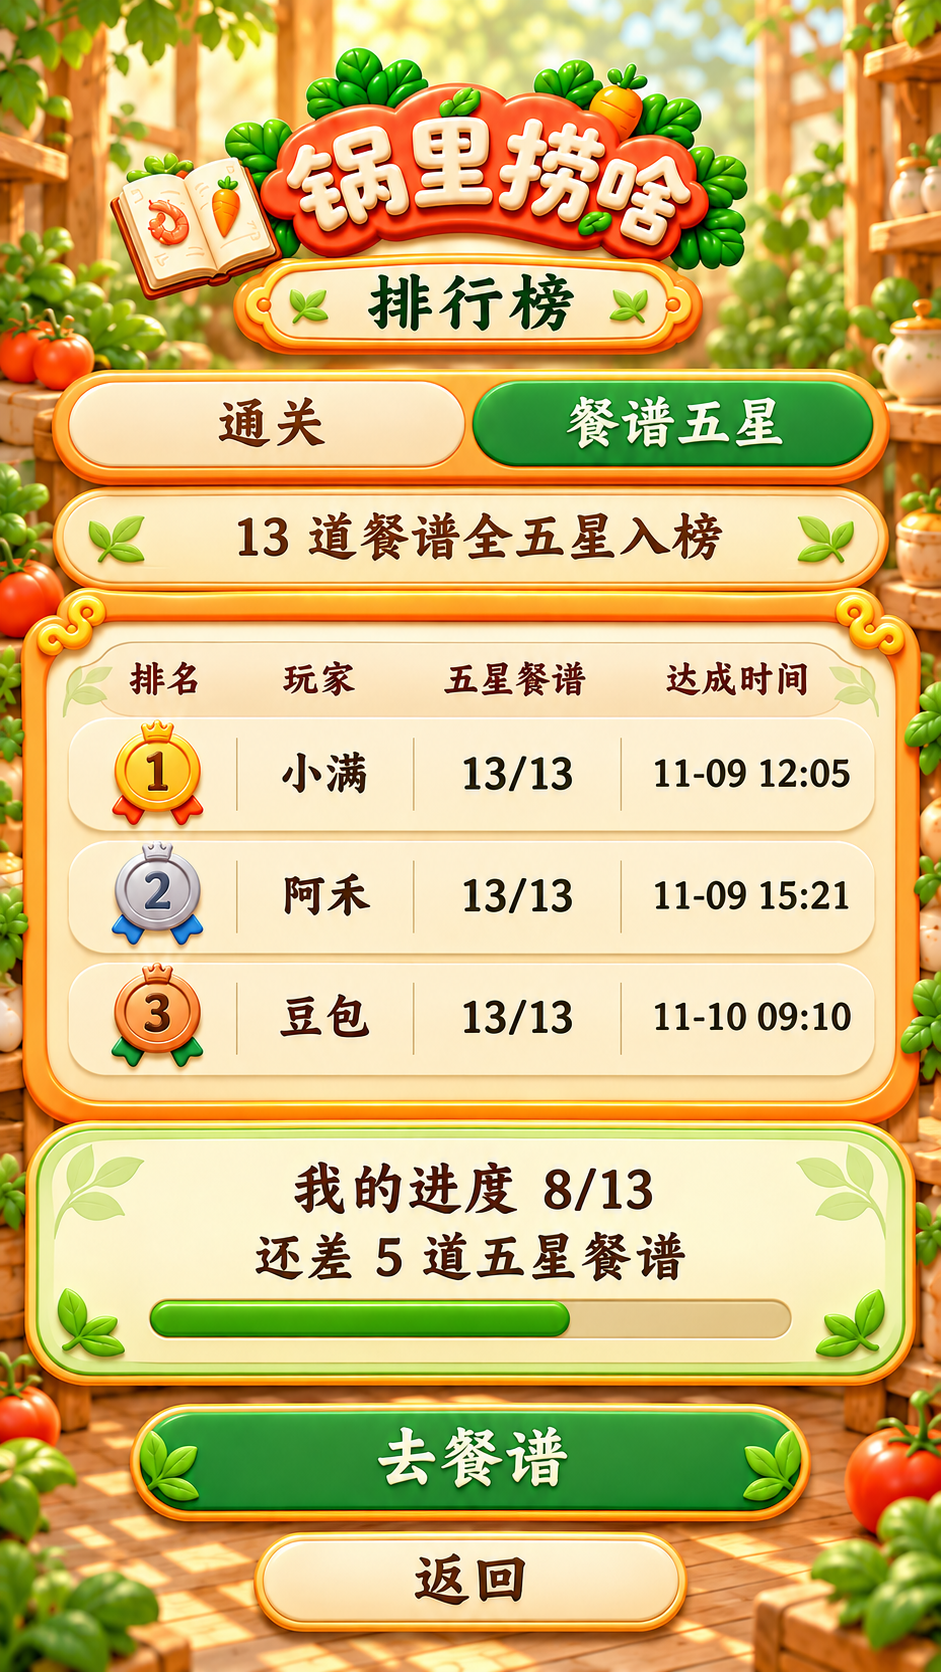 锅里捞啥
排行榜
通关 餐谱五星
13 道餐谱全五星入榜
排名 玩家 五星餐谱 达成时间
1 小满 13/13 11-09 12:05
2 阿禾 13/13 11-09 15:21
3 豆包 13/13 11-10 09:10
我的进度 8/13
还差 5 道五星餐谱
去餐谱
返回